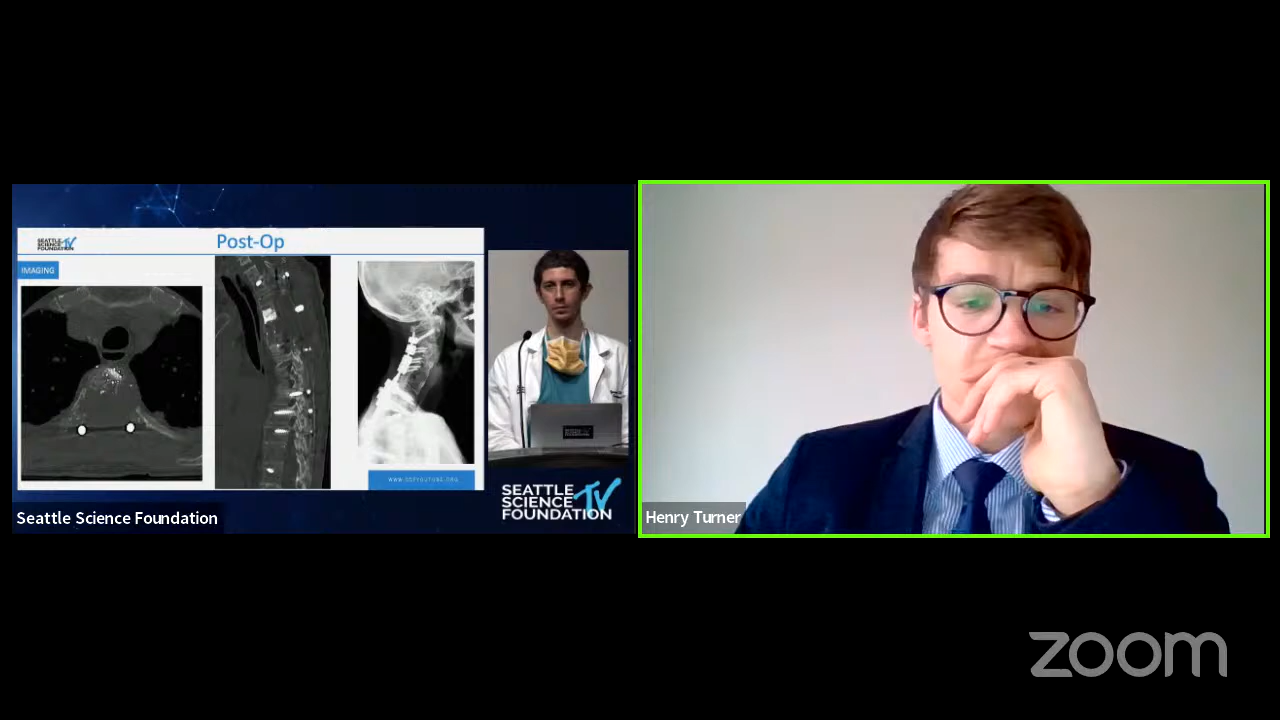 SEATTLE
SCIENCE TV
FOUNDATION
Post-Op
IMAGING
SEATTLE
SCIENCE TV
FOUNDATION
Seattle Science Foundation
Henry Turner
zoom